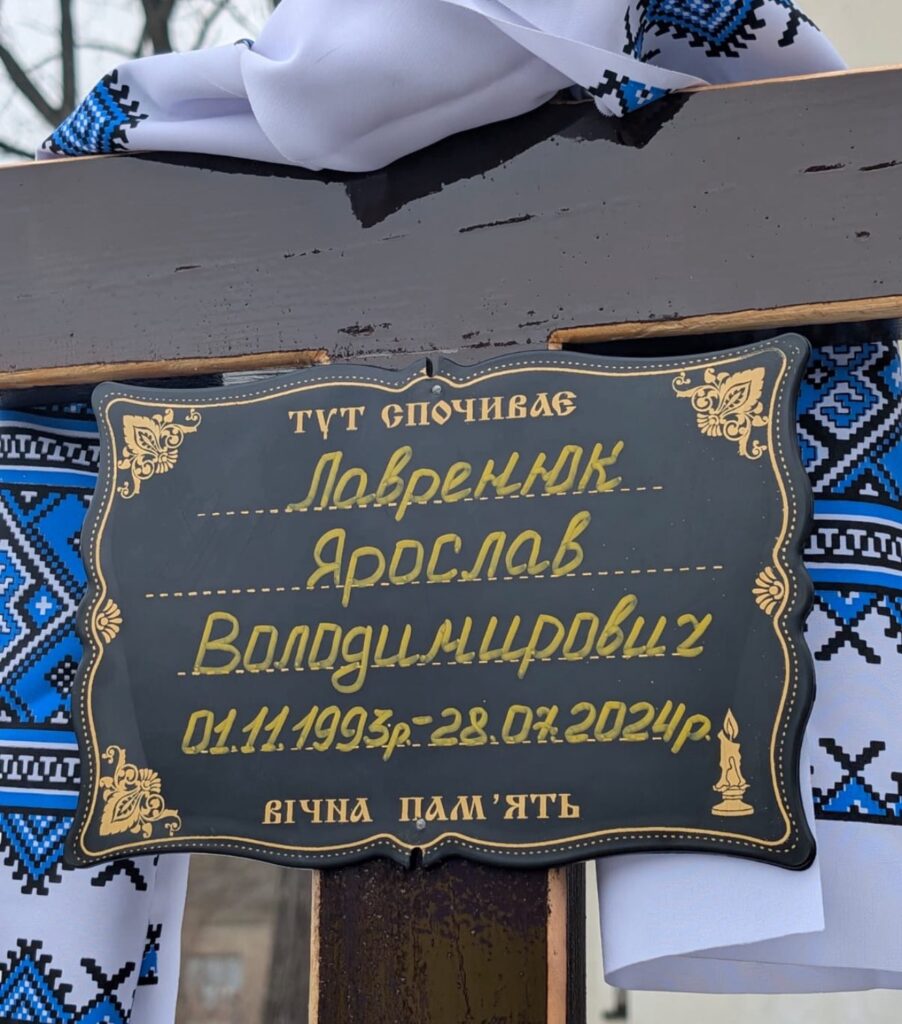 ТУТ СПОЧИВАЄ
Лавренюк
Ярослав
Володимирович
01.11.1993р.-28.07.2024р.
ВІЧНА ПАМ'ЯТЬ